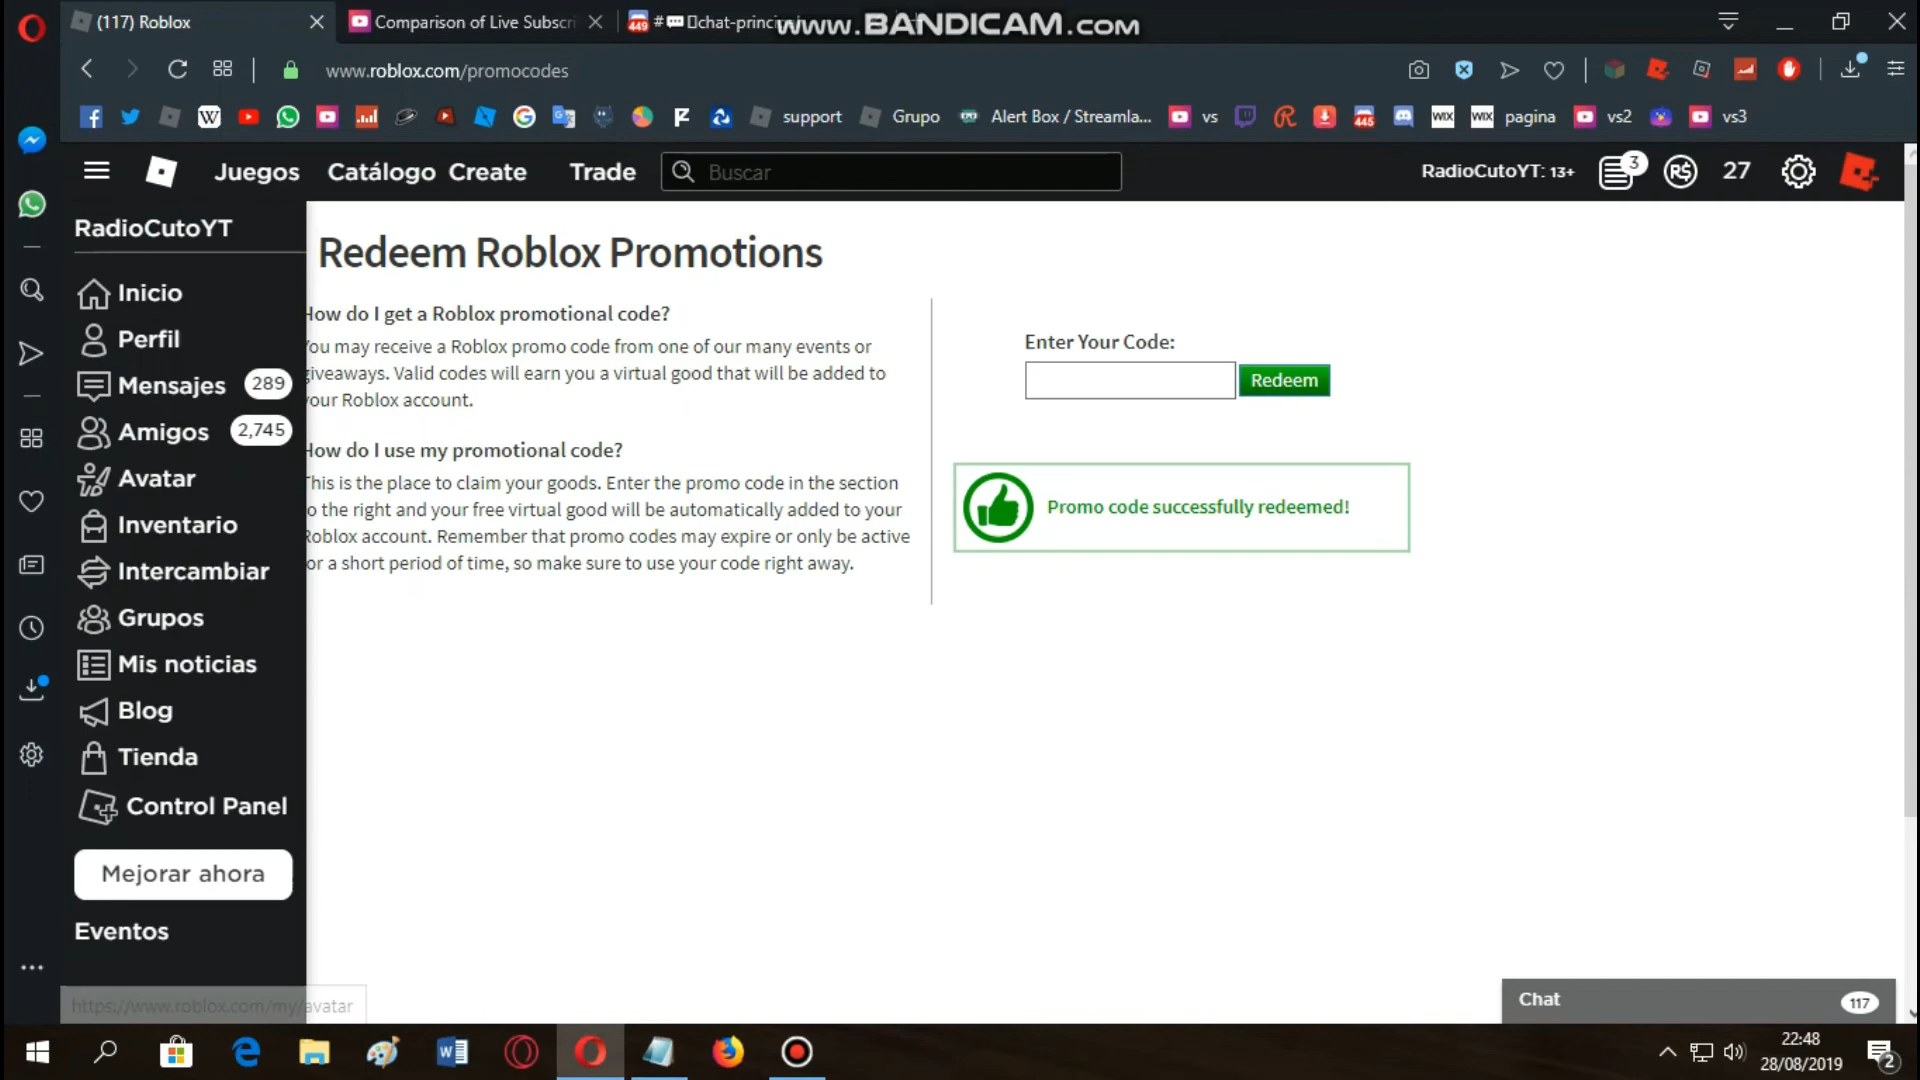 (117) Roblox
Comparison of Live Subscri
#
chat-princi
www.BANDICAM.com
www.roblox.com/promocodes
support
Grupo
Alert Box / Streamla...
vs
pagina
vs2
vs3
Juegos
Catálogo
Create
Trade
Buscar
RadioCutoYT: 13+
3
R$
27
RadioCutoYT
Inicio
Perfil
Mensajes
289
Amigos
2,745
Avatar
Inventario
Intercambiar
Grupos
Mis noticias
Blog
Tienda
Control Panel
Mejorar ahora
Eventos
Redeem Roblox Promotions
How do I get a Roblox promotional code?
You may receive a Roblox promo code from one of our many events or
giveaways. Valid codes will earn you a virtual good that will be added to
your Roblox account.
How do I use my promotional code?
This is the place to claim your goods. Enter the promo code in the section
to the right and your free virtual good will be automatically added to your
Roblox account. Remember that promo codes may expire or only be active
for a short period of time, so make sure to use your code right away.
Enter Your Code:
Redeem
Promo code successfully redeemed!
https://www.roblox.com/my/avatar
Chat
117
22:48
28/08/2019
2